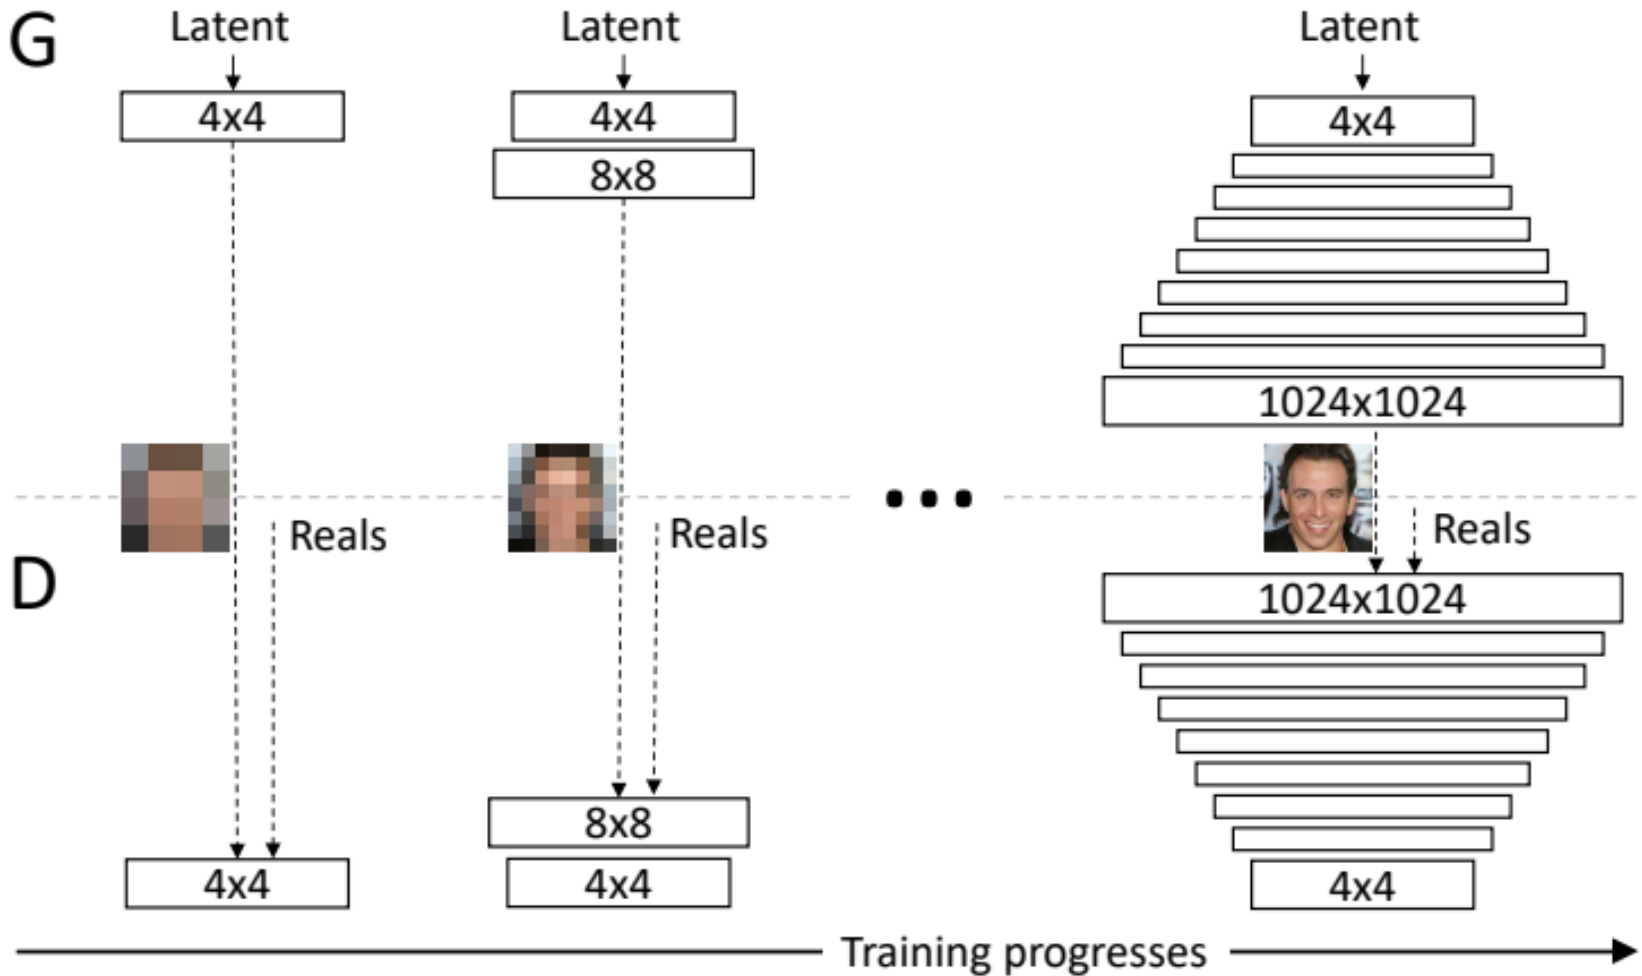 G
Latent
Latent
Latent
4x4
4x4
4x4
8x8
1024x1024
Reals
Reals
Reals
D
1024x1024
8x8
4x4
4x4
4x4
Training progresses